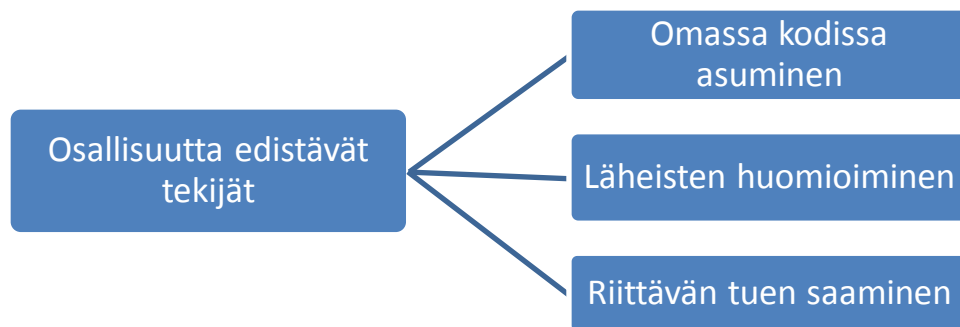 Osallisuutta edistävät
tekijät
Omassa kodissa
asuminen
Läheisten huomioiminen
Riittävän tuen saaminen